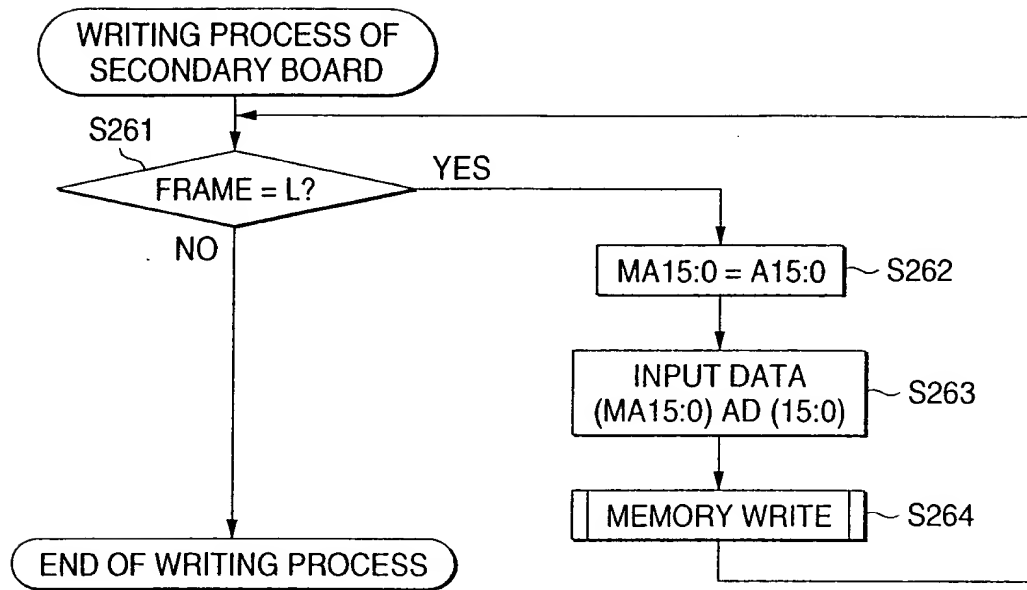 WRITING PROCESS OF
SECONDARY BOARD
S261
FRAME = L?
YES
NO
MA15:0 = A15:0
S262
INPUT DATA
(MA15:0) AD (15:0)
S263
MEMORY WRITE
S264
END OF WRITING PROCESS